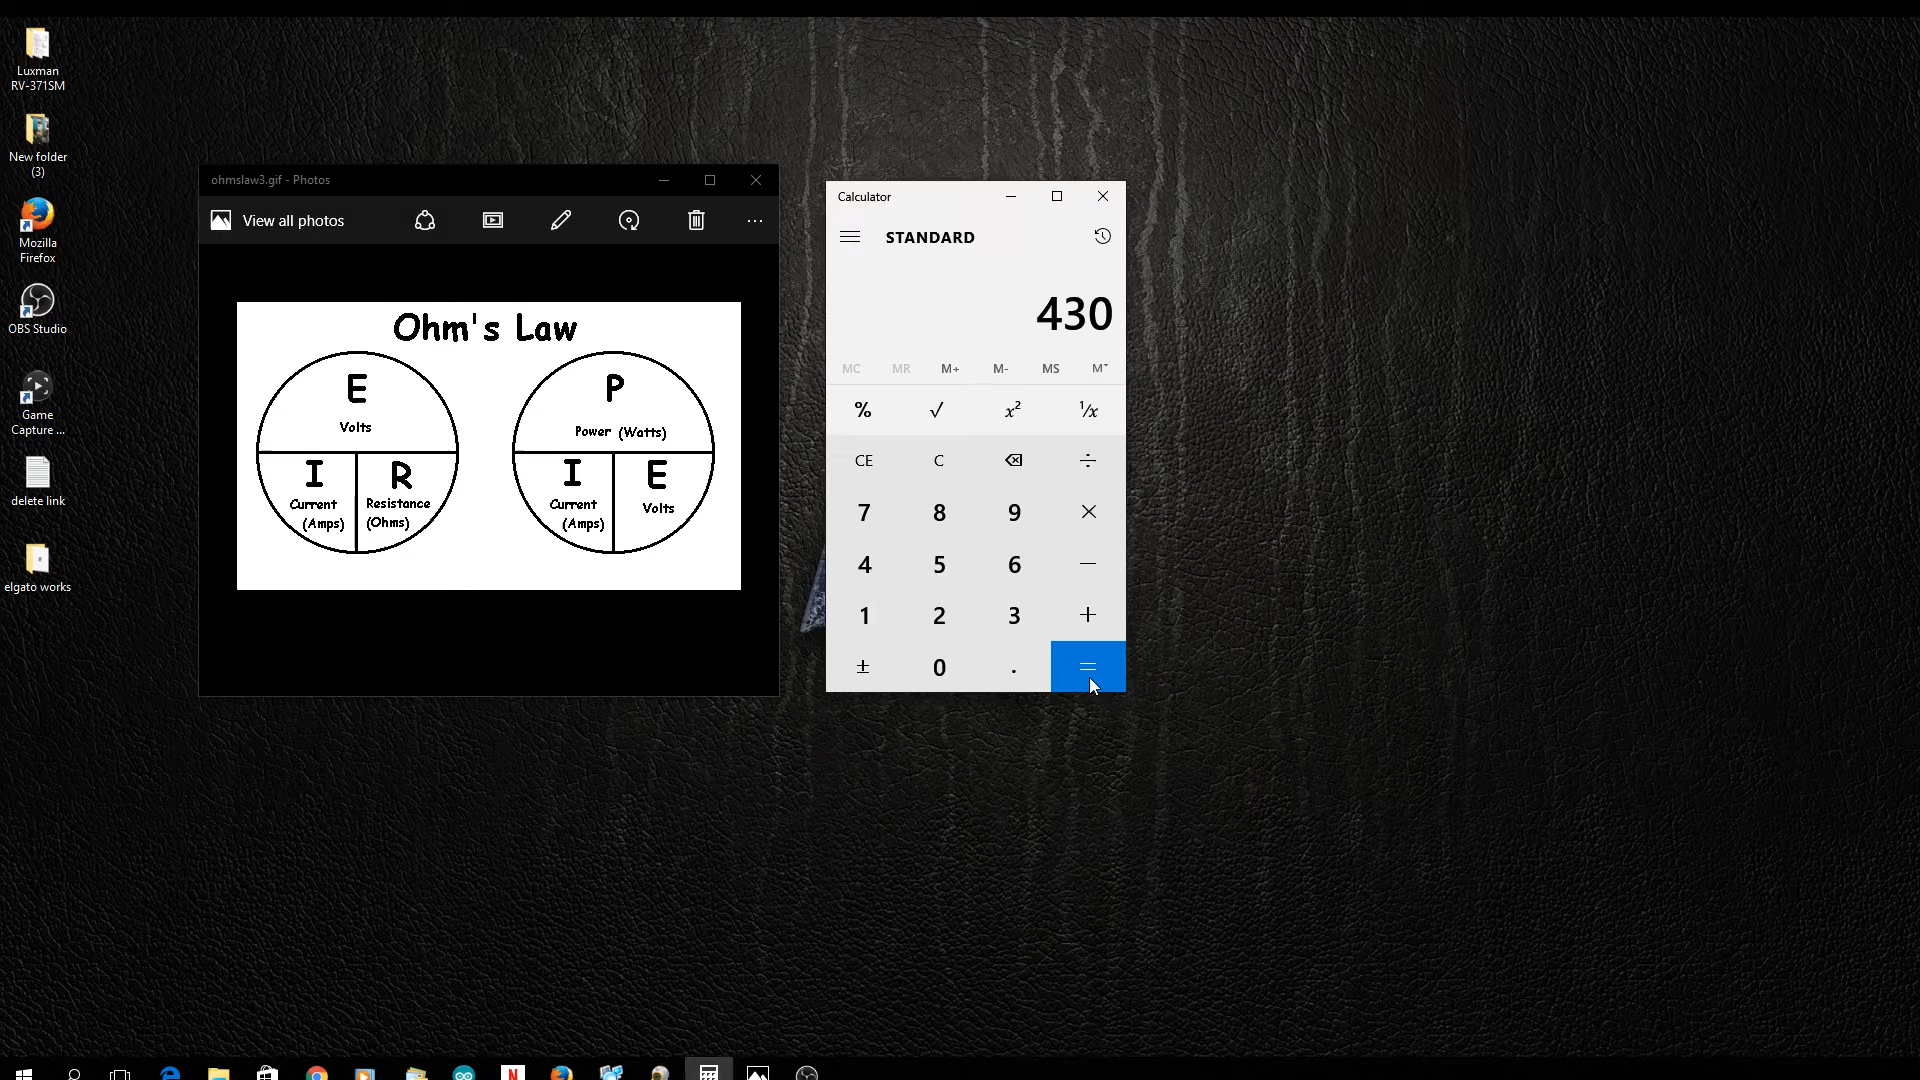 Luxman
RV-371SM
New folder
(3)
Mozilla
Firefox
OBS Studio
Game
Capture ...
delete link
elgato works
ohmslaw3.gif - Photos
View all photos
Ohm's Law
E
Volts
I
R
Current
(Amps)
Resistance
(Ohms)
P
Power (Watts)
I
E
Current
(Amps)
Volts
Calculator
STANDARD
430
MC MR M+ M- MS M˅
% √ x² ¹/x
CE C ÷
7 8 9 ×
4 5 6 −
1 2 3 +
± 0 . =
N